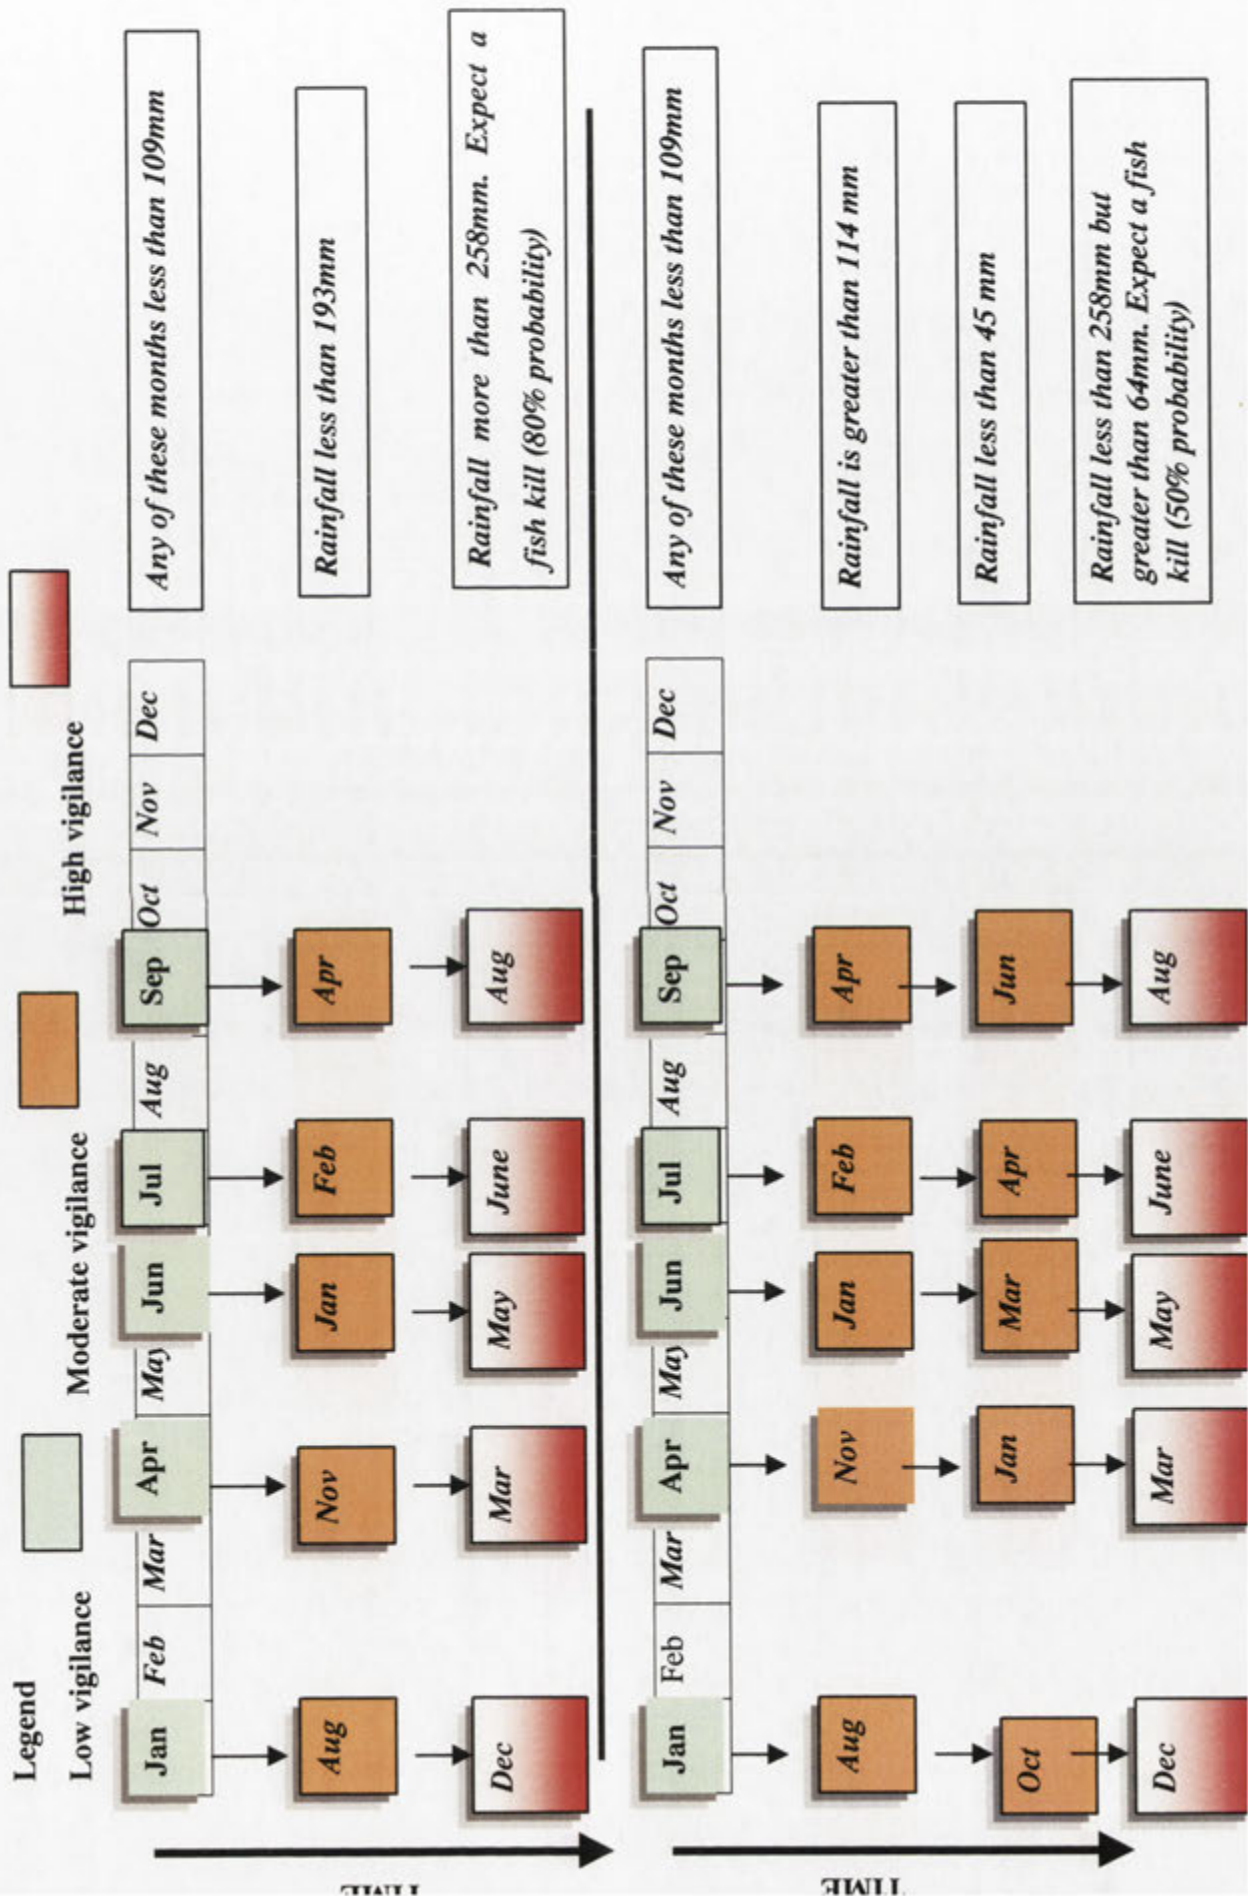 Legend
Low vigilance
Moderate vigilance
High vigilance
Jan Feb Mar Apr May Jun Jul Aug Sep Oct Nov Dec
Any of these months less than 109mm
Aug Nov Jan Feb Apr
Rainfall less than 193mm
Dec Mar May June Aug
Rainfall more than 258mm. Expect a
fish kill (80% probability)
TIME
Jan Feb Mar Apr May Jun Jul Aug Sep Oct Nov Dec
Any of these months less than 109mm
Aug Nov Jan Feb Apr
Rainfall is greater than 114 mm
Oct Jan Mar Apr Jun
Rainfall less than 45 mm
Dec Mar May June Aug
Rainfall less than 258mm but
greater than 64mm. Expect a fish
kill (50% probability)
TIME